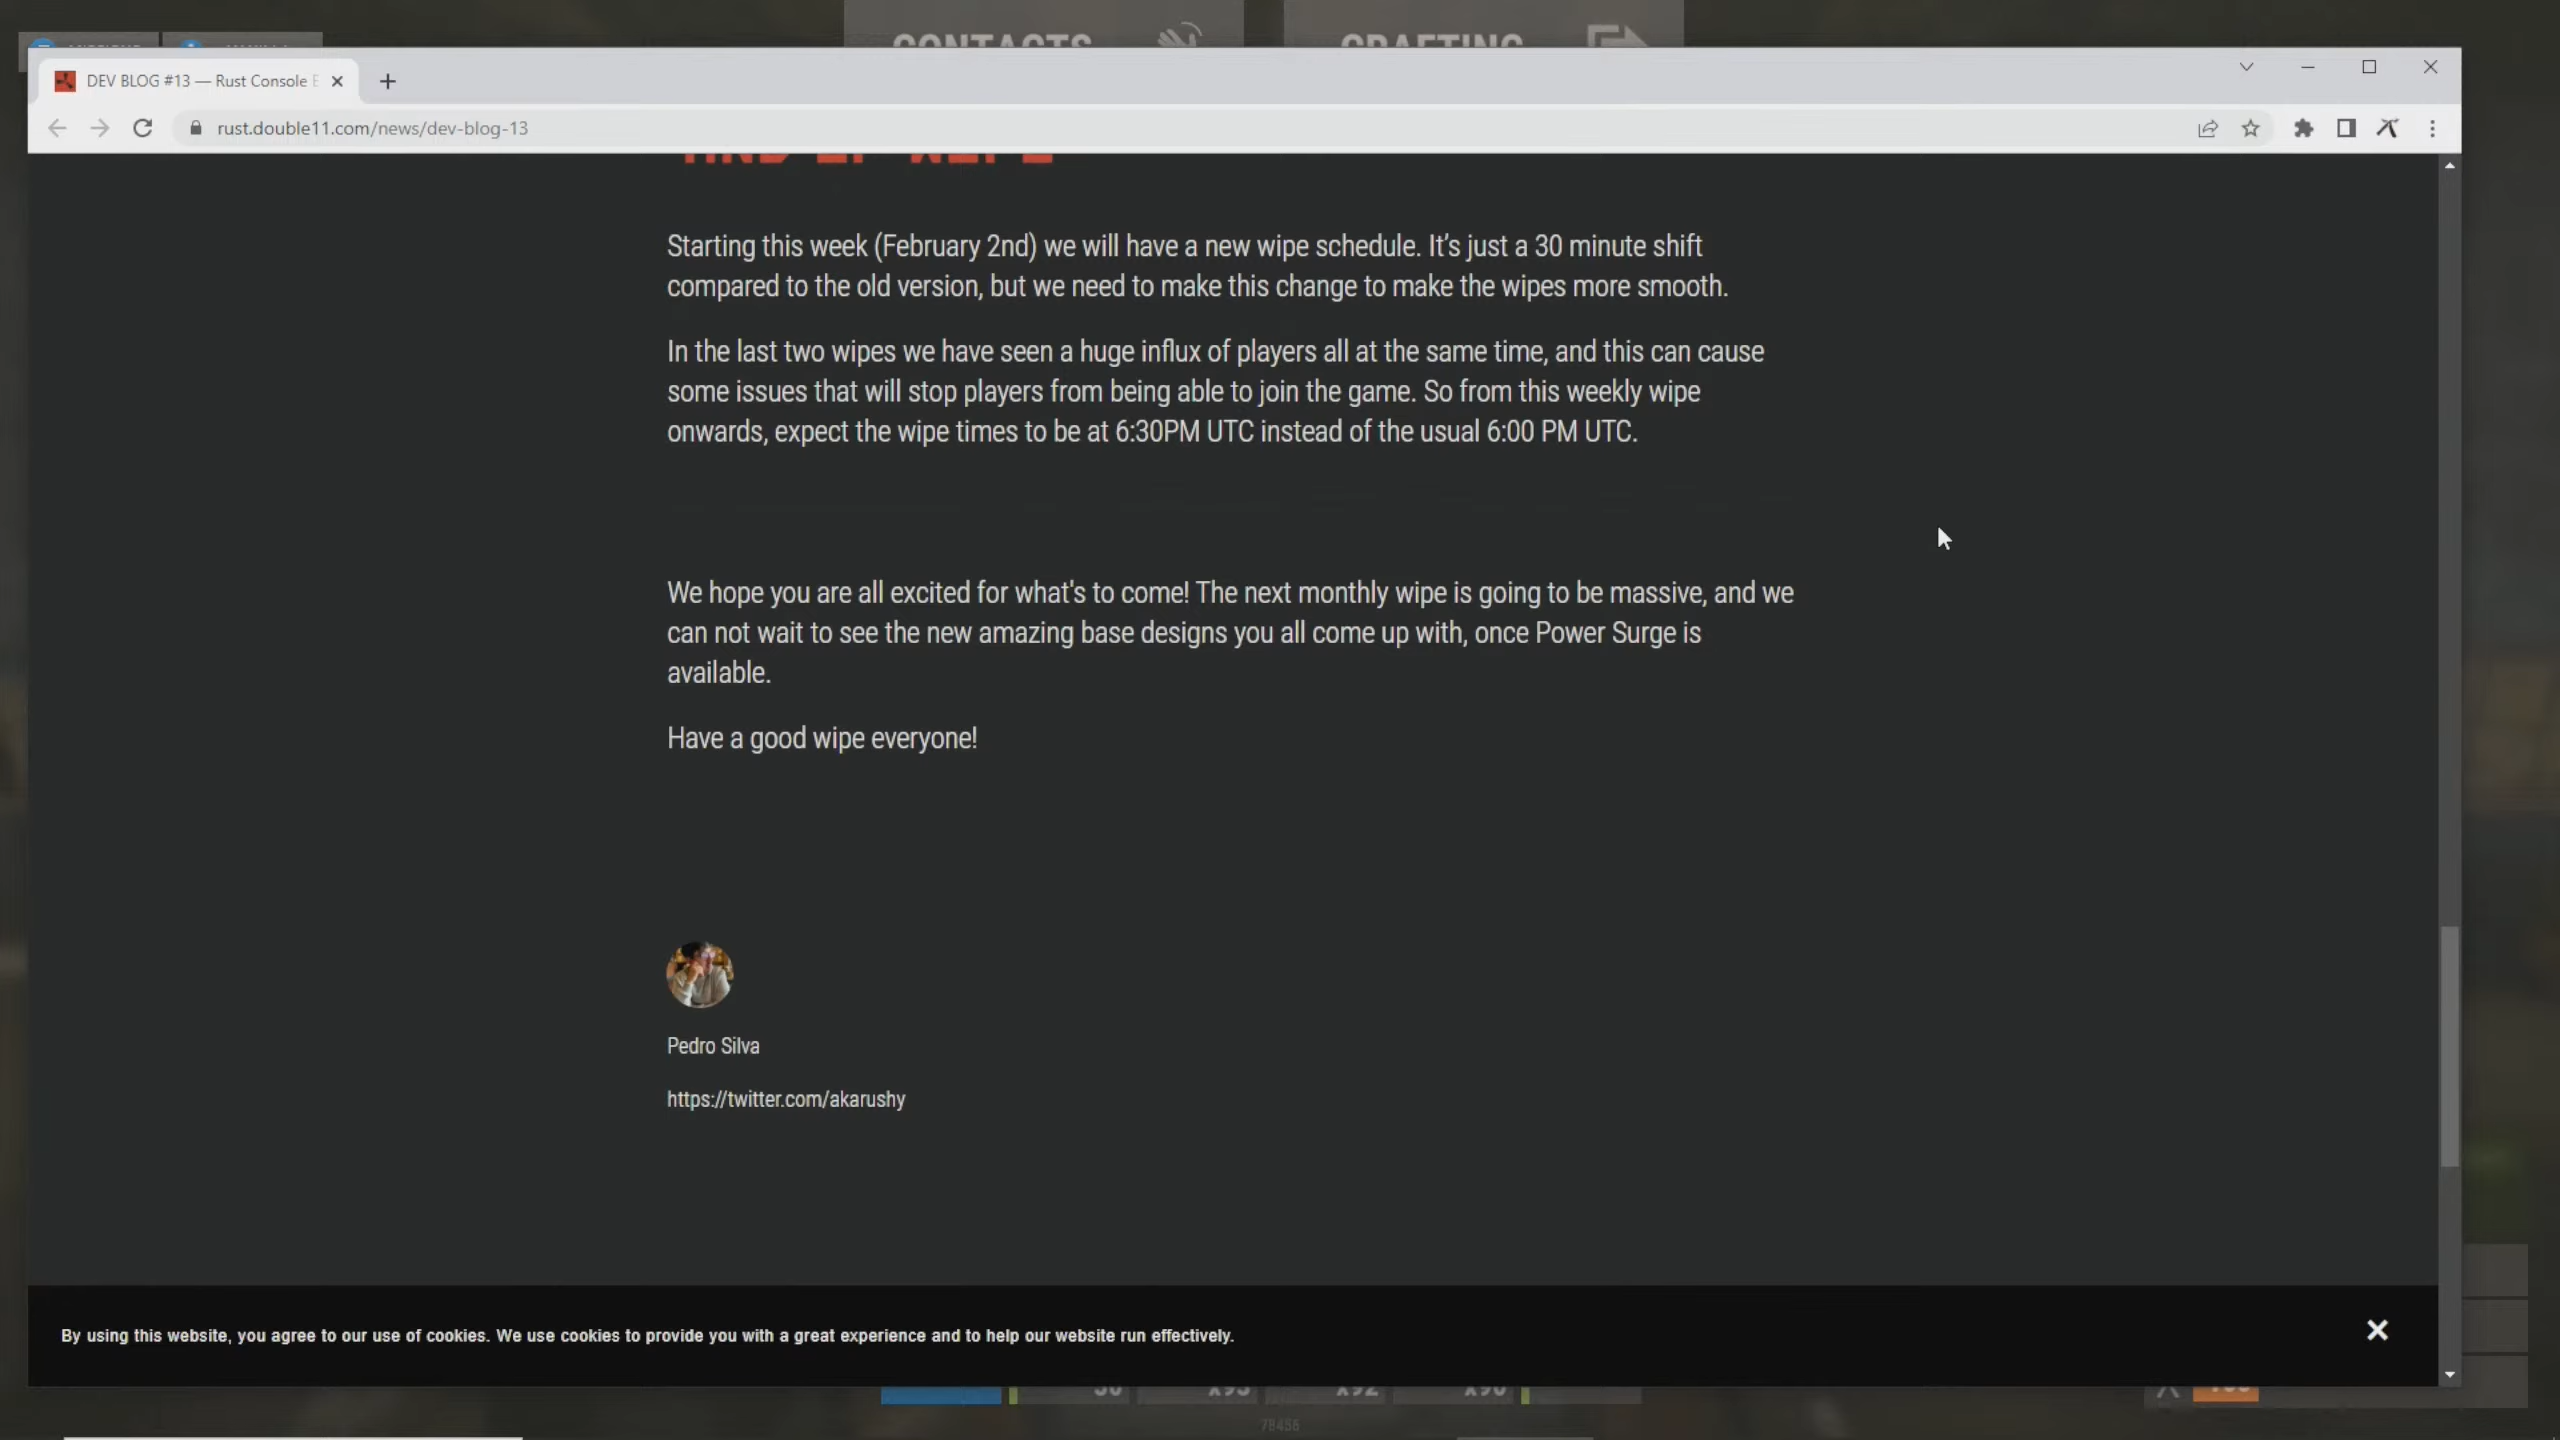 CONTACTS
CRAFTING
DEV BLOG #13 — Rust Console
rust.double11.com/news/dev-blog-13
Starting this week (February 2nd) we will have a new wipe schedule. It’s just a 30 minute shift
compared to the old version, but we need to make this change to make the wipes more smooth.
In the last two wipes we have seen a huge influx of players all at the same time, and this can cause
some issues that will stop players from being able to join the game. So from this weekly wipe
onwards, expect the wipe times to be at 6:30PM UTC instead of the usual 6:00 PM UTC.
We hope you are all excited for what's to come! The next monthly wipe is going to be massive, and we
can not wait to see the new amazing base designs you all come up with, once Power Surge is
available.
Have a good wipe everyone!
Pedro Silva
https://twitter.com/akarushy
By using this website, you agree to our use of cookies. We use cookies to provide you with a great experience and to help our website run effectively.
78456